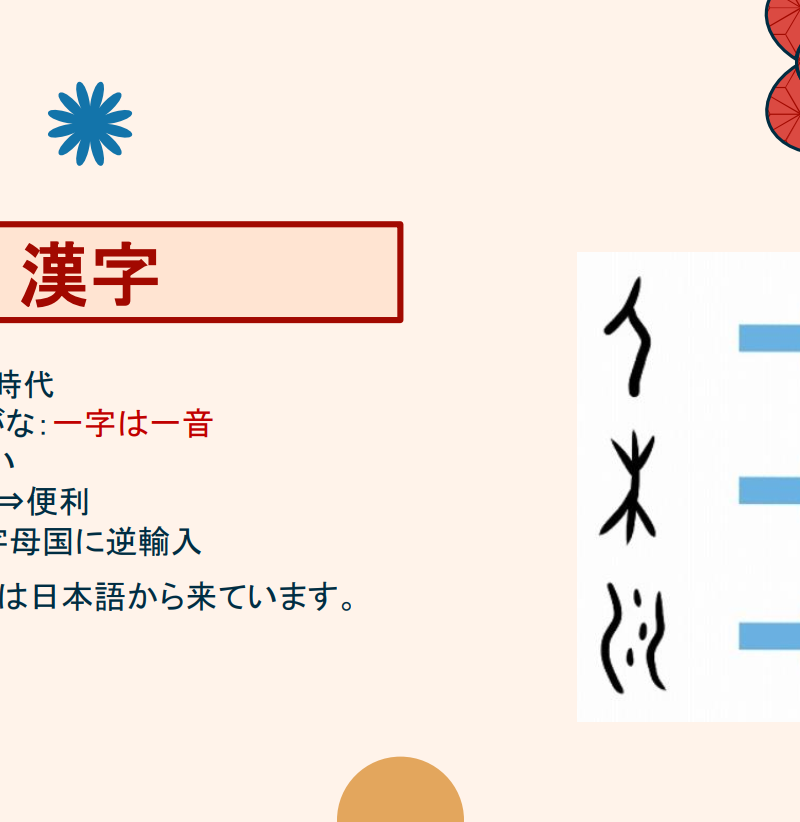 漢字
時代
がな：一字は一音
い
⇒便利
字母国に逆輸入
は日本語から来ています。